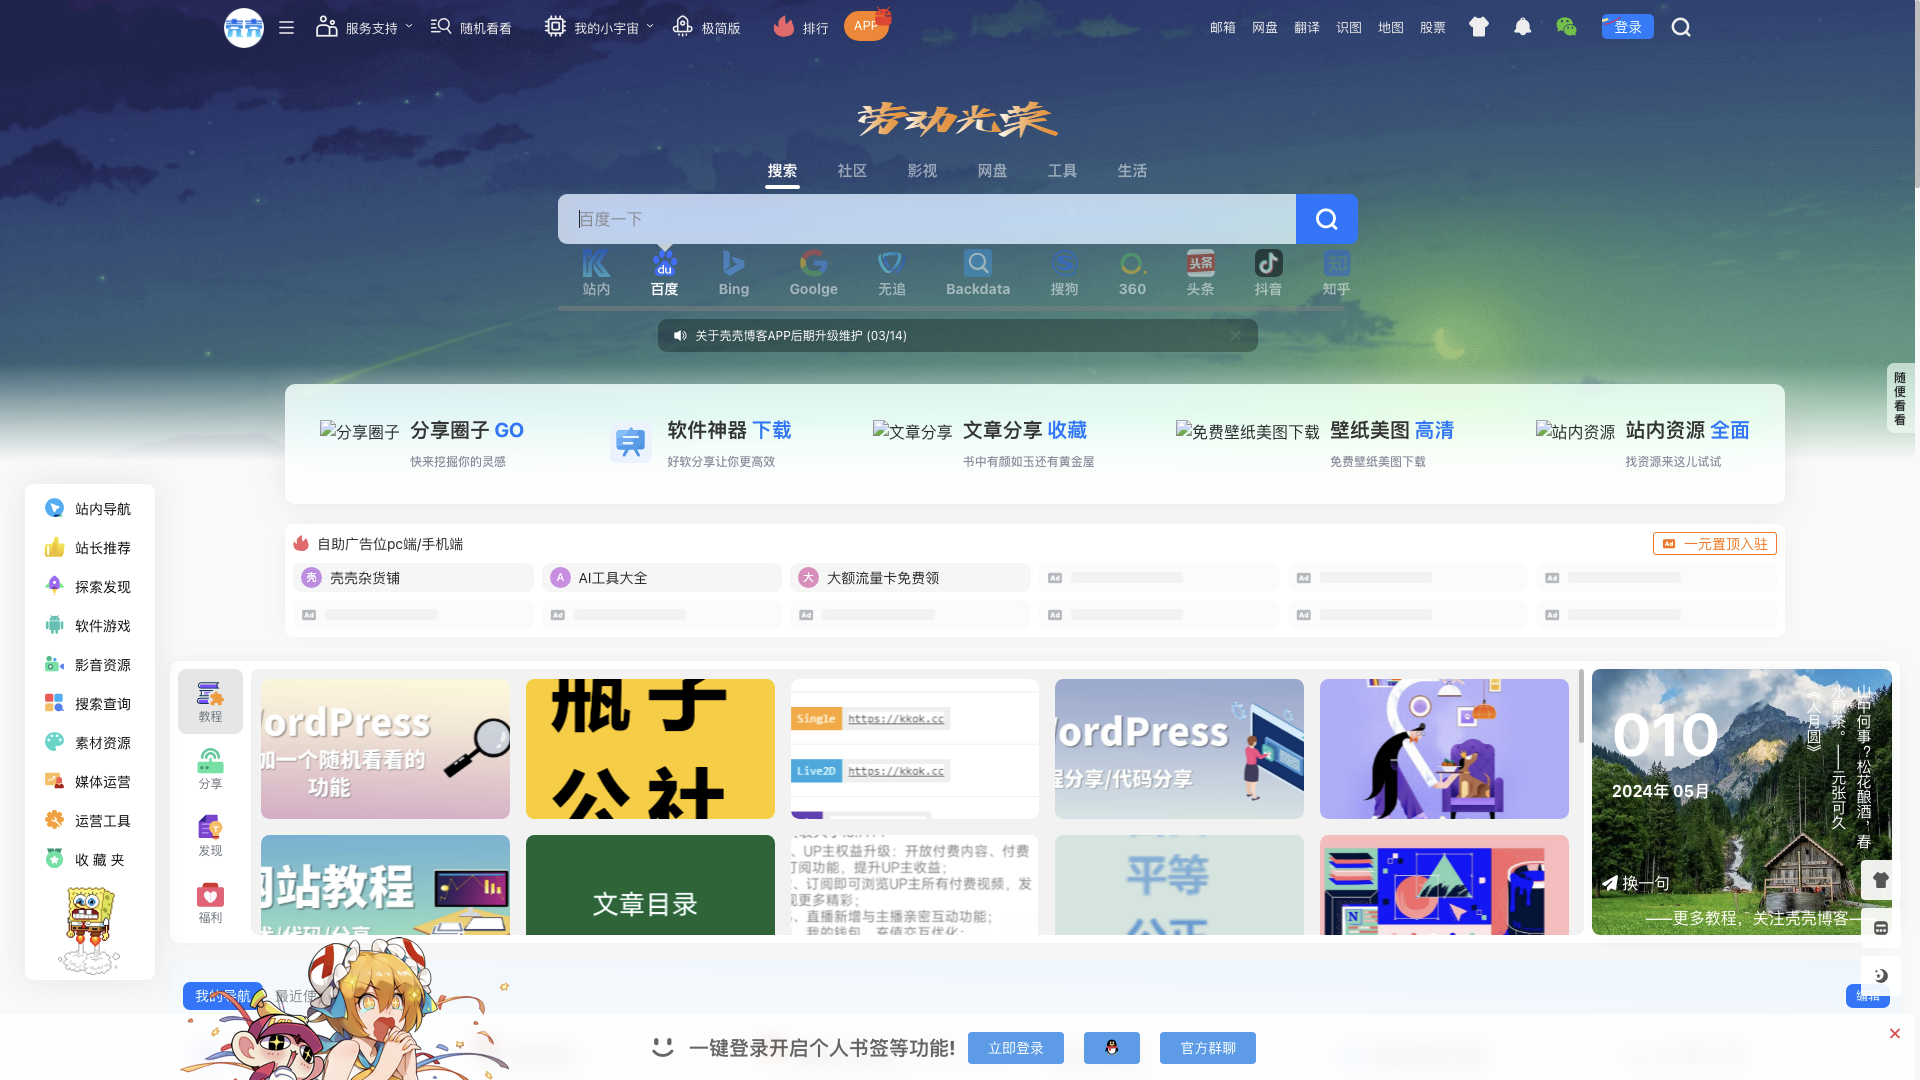 壳壳
服务支持
随机看看
我的小宇宙
极简版
排行
APP
邮箱
网盘
翻译
识图
地图
股票
登录
劳动光荣
搜索
社区
影视
网盘
工具
生活
百度一下
站内
百度
Bing
Goolge
无追
Backdata
搜狗
360
头条
抖音
知乎
关于壳壳博客APP后期升级维护 (03/14)
随便看看
分享圈子
分享圈子 GO
快来挖掘你的灵感
软件神器 下载
好软分享让你更高效
文章分享
文章分享 收藏
书中有颜如玉还有黄金屋
免费壁纸美图下载
壁纸美图 高清
免费壁纸美图下载
站内资源
站内资源 全面
找资源来这儿试试
站内导航
站长推荐
探索发现
软件游戏
影音资源
搜索查询
素材资源
媒体运营
运营工具
收 藏 夹
自助广告位pc端/手机端
Ad 一元置顶入驻
壳 壳壳杂货铺
A AI工具大全
大 大额流量卡免费领
Ad
Ad
Ad
Ad
Ad
Ad
Ad
Ad
Ad
教程
分享
发现
福利
ordPress
加一个随机看看的
功能
瓶子
公社
Single https://kkok.cc
Live2D https://kkok.cc
ordPress
程分享/代码分享
网站教程
文章目录
、UP主权益升级：开放付费内容、付费
订阅功能，提升UP主收益；
、订阅即可浏览UP主所有付费视频，发
现更多精彩；
、直播新增与主播亲密互动功能；
、我的钱包，充值交互优化；
平等
公正
010
2024年 05月
山中何事？松花酿酒，春
水煎茶。——元张可久
《人月圆》
换一句
——更多教程，关注壳壳博客—
我的导航
最近使
编辑
一键登录开启个人书签等功能!
立即登录
官方群聊